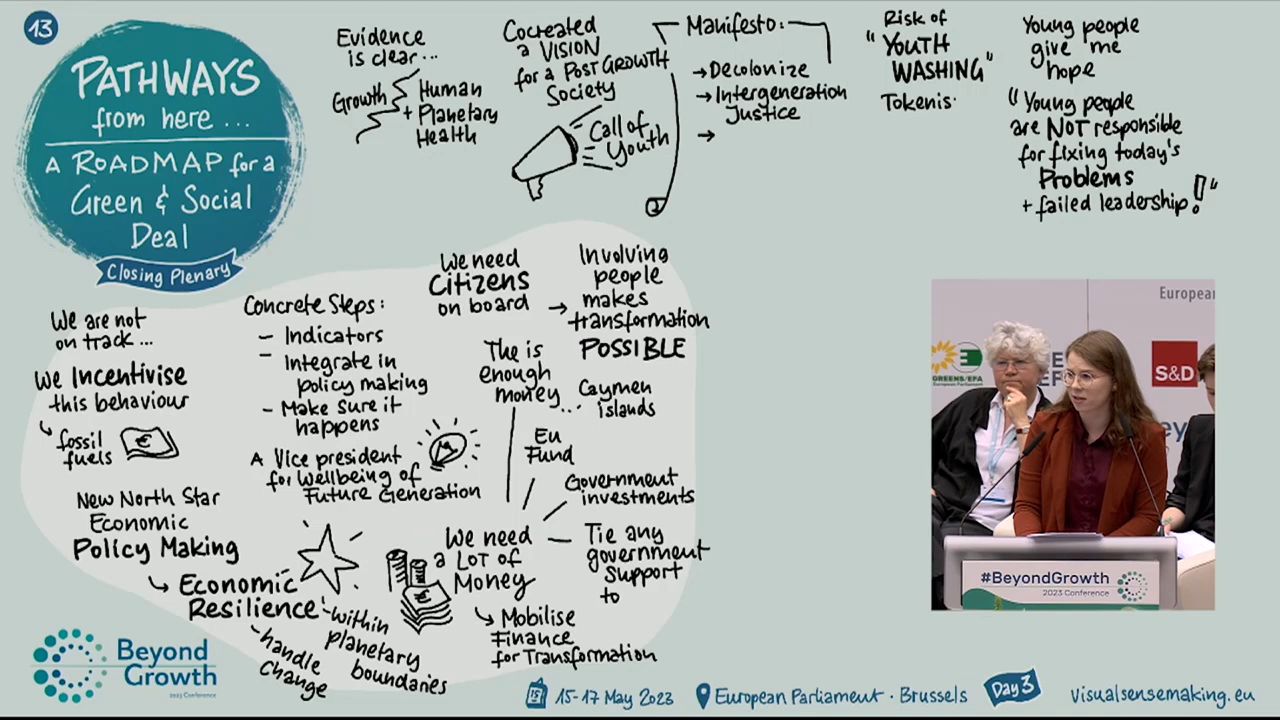 13
PATHWAYS
from here ...
A ROADMAP for a
Green & Social
Deal
Closing Plenary
Evidence
is clear...
Growth
Human
+ Planetary
Health
Cocreated
a VISION
for a POST GROWTH
Society
Call of
Youth
Manifesto:
→ Decolonize
→ Intergeneration
Justice
→
Risk of
"YOUTH
WASHING"
Tokenis
Young people
give me
hope
"Young people
are NOT responsible
for fixing today's
Problems
+ failed leadership!"
We are not
on track ...
We Incentivise
this behaviour
fossil
fuels
€
New North Star
Economic
Policy Making
Economic
Resilience
- within
planetary
boundaries
- handle
change
Concrete Steps:
- Indicators
- Integrate in
policy making
- Make sure it
happens
A Vice president
for Wellbeing of
Future Generation
We need
Citizens
on board
→ Involving
people
makes
transformation
POSSIBLE
The is
enough
money...
Caymen
islands
Eu
Fund
Government
investments
Tie any
government
support
to
We need
a LOT of
Money
€
Mobilise
Finance
for Transformation
European
GREENS/EFA
European Parliament
S&D
#BeyondGrowth
2023 Conference
Beyond
Growth
2023 Conference
15-17 May 2023
European Parliament · Brussels
Day 3
visualsensemaking.eu